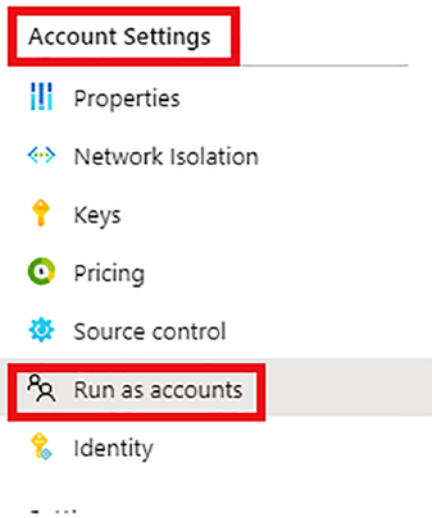 Account Settings
Properties
Network Isolation
Keys
Pricing
Source control
Run as accounts
Identity